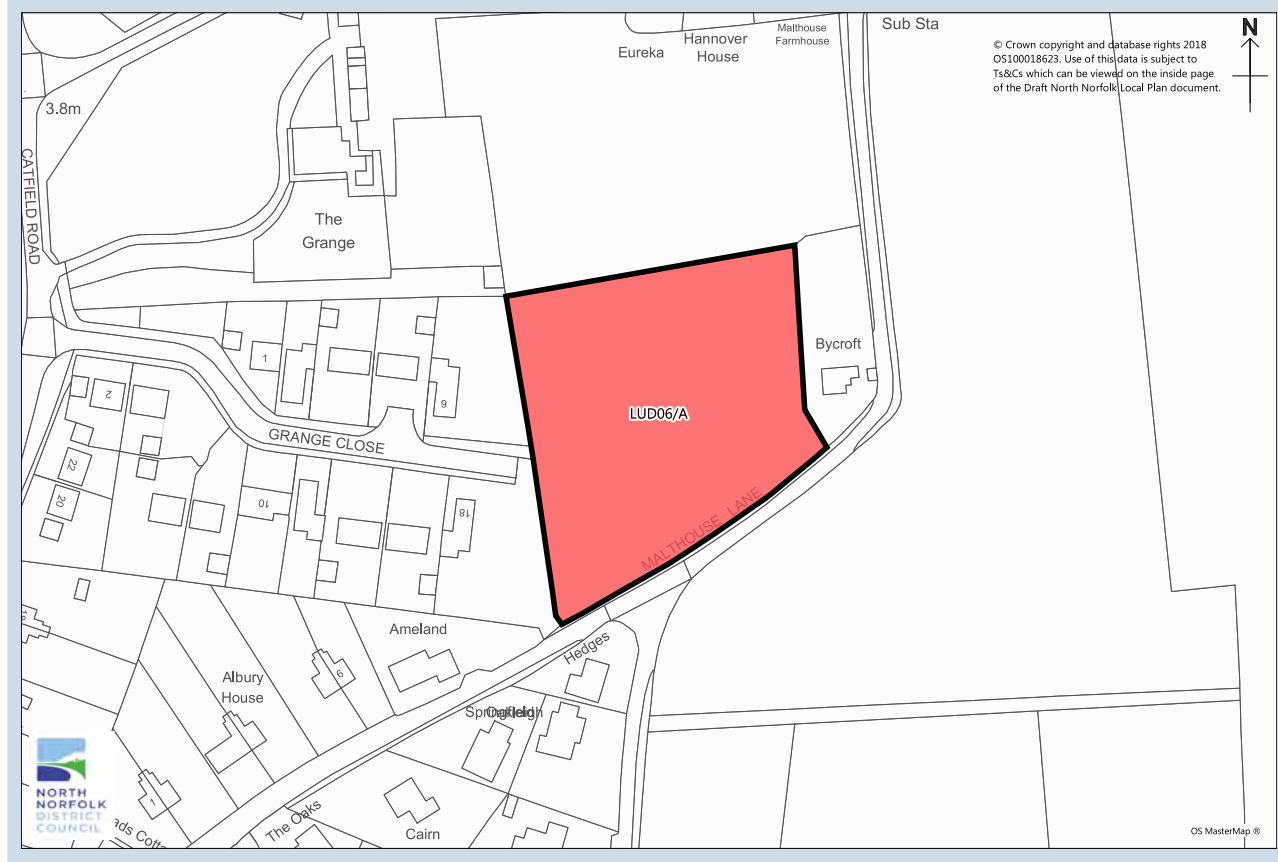 Sub Sta
N
Malthouse
Farmhouse
Hannover
House
Eureka
© Crown copyright and database rights 2018
OS100018623. Use of this data is subject to
Ts&Cs which can be viewed on the inside page
of the Draft North Norfolk Local Plan document.
3.8m
CATFIELD ROAD
The
Grange
1
2
9
Bycroft
LUD06/A
GRANGE CLOSE
22
20
10
18
MALTHOUSE LANE
Ameland
Hedges
Albury
House
9
1
The Oaks
Cairn
NORTH
NORFOLK
DISTRICT
COUNCIL
OS MasterMap ®